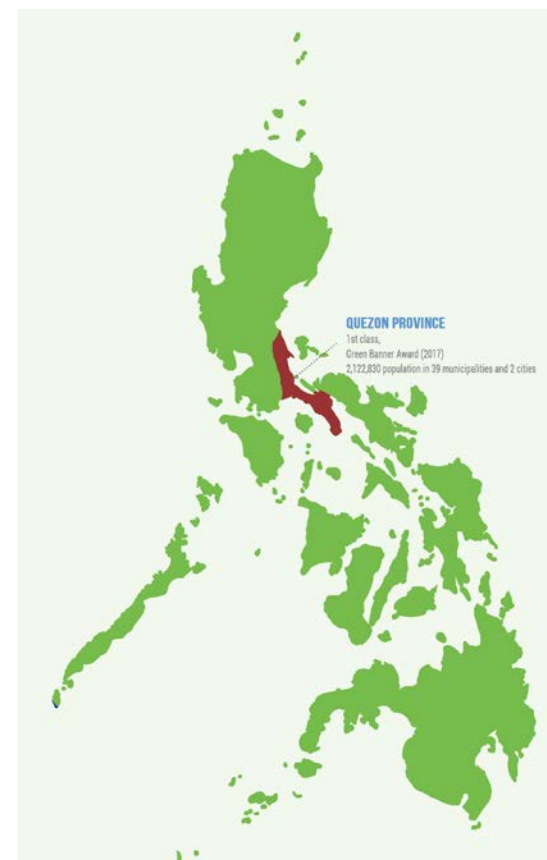 QUEZON PROVINCE
1st class,
Green Banner Award (2017)
2,122,830 population in 39 municipalities and 2 cities